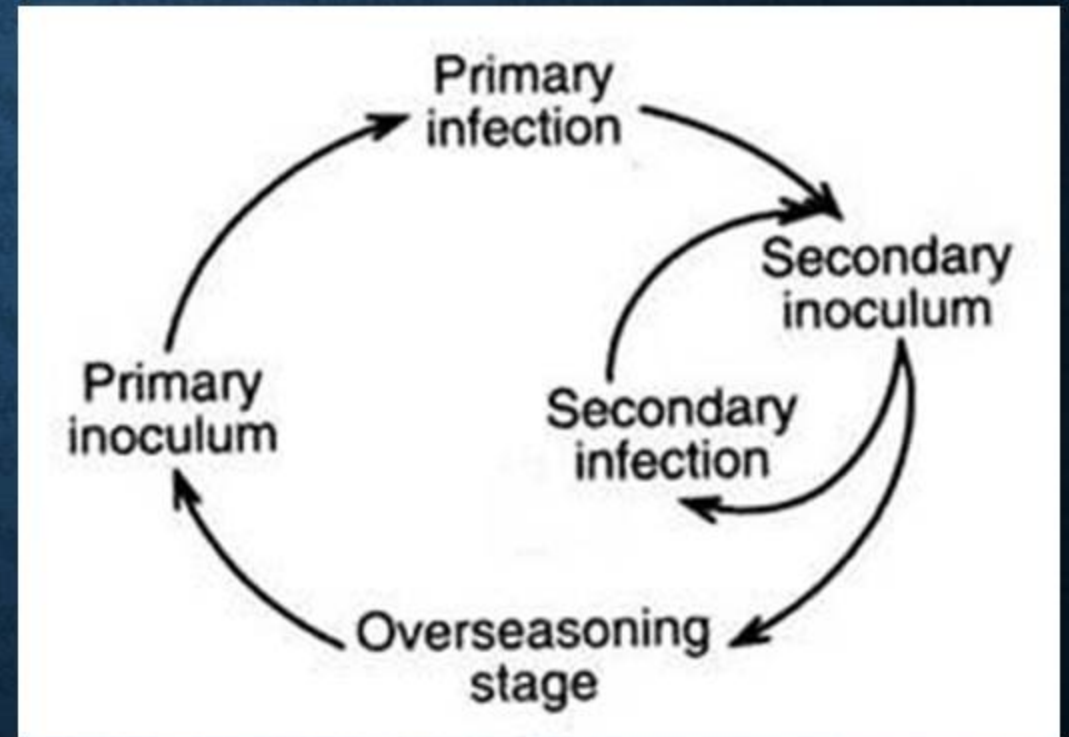 Primary
infection
Secondary
inoculum
Secondary
infection
Overseasoning
stage
Primary
inoculum